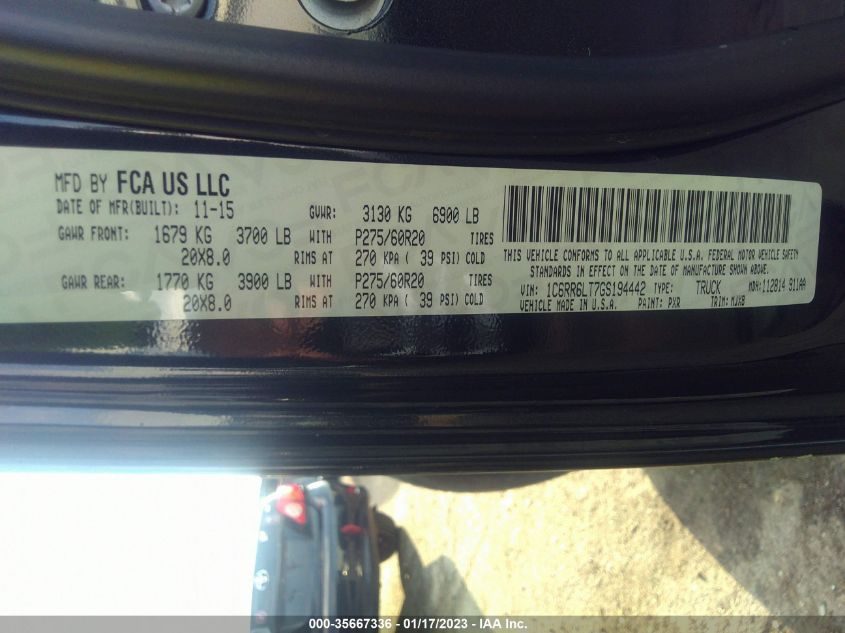 MFD BY FCA US LLC
DATE OF MFR(BUILT): 11-15 GVWR: 3130 KG 6900 LB
GAWR FRONT: 1679 KG 3700 LB WITH P275/60R20 TIRES
20X8.0 RIMS AT 270 KPA ( 39 PSI) COLD
GAWR REAR: 1770 KG 3900 LB WITH P275/60R20 TIRES
20X8.0 RIMS AT 270 KPA ( 39 PSI) COLD
THIS VEHICLE CONFORMS TO ALL APPLICABLE U.S.A. FEDERAL MOTOR VEHICLE SAFETY
STANDARDS IN EFFECT ON THE DATE OF MANUFACTURE SHOWN ABOVE.
VIN: 1C6RR6LT7GS194442 TYPE: TRUCK MDH: 112814 911AA
VEHICLE MADE IN U.S.A. PAINT: PXR TRIM: MJX8
000-35667336 - 01/17/2023 - IAA Inc.